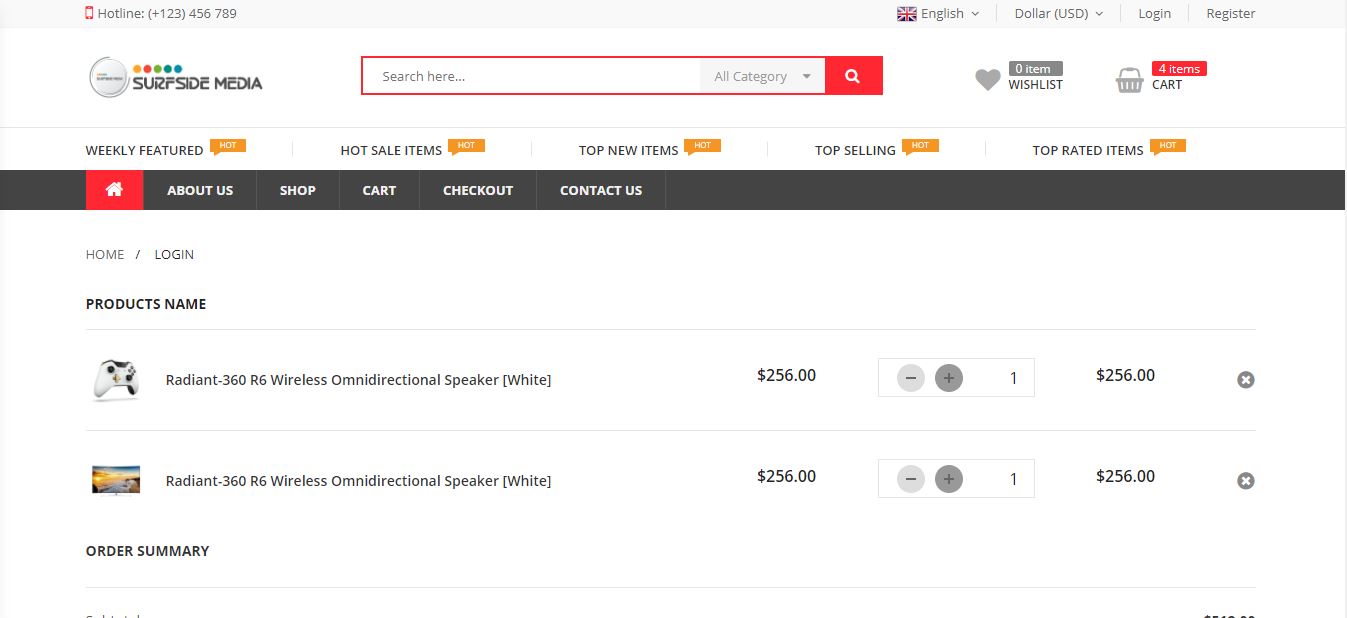 Hotline: (+123) 456 789
English
Dollar (USD)
Login
Register
SURFSIDE MEDIA
Search here...
All Category
0 item
WISHLIST
4 items
CART
WEEKLY FEATURED HOT
HOT SALE ITEMS HOT
TOP NEW ITEMS HOT
TOP SELLING HOT
TOP RATED ITEMS HOT
ABOUT US
SHOP
CART
CHECKOUT
CONTACT US
HOME / LOGIN
PRODUCTS NAME
Radiant-360 R6 Wireless Omnidirectional Speaker [White] $256.00 1 $256.00
Radiant-360 R6 Wireless Omnidirectional Speaker [White] $256.00 1 $256.00
ORDER SUMMARY